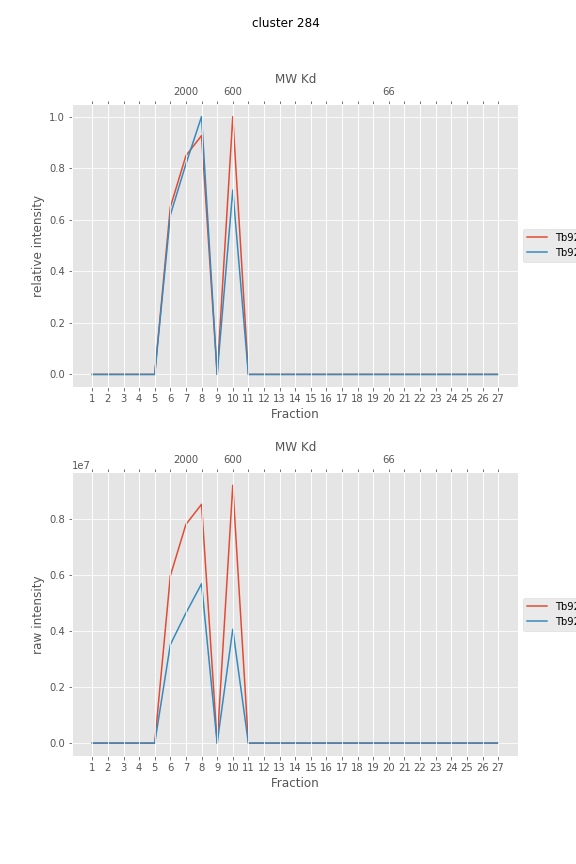 cluster 284
MW Kd
2000 600 66
1.0
0.8
0.6
0.4
0.2
0.0
relative intensity
Tb92
Tb92
1 2 3 4 5 6 7 8 9 10 11 12 13 14 15 16 17 18 19 20 21 22 23 24 25 26 27
Fraction
MW Kd
1e7
2000 600 66
0.8
0.6
0.4
0.2
0.0
raw intensity
Tb92
Tb92
1 2 3 4 5 6 7 8 9 10 11 12 13 14 15 16 17 18 19 20 21 22 23 24 25 26 27
Fraction